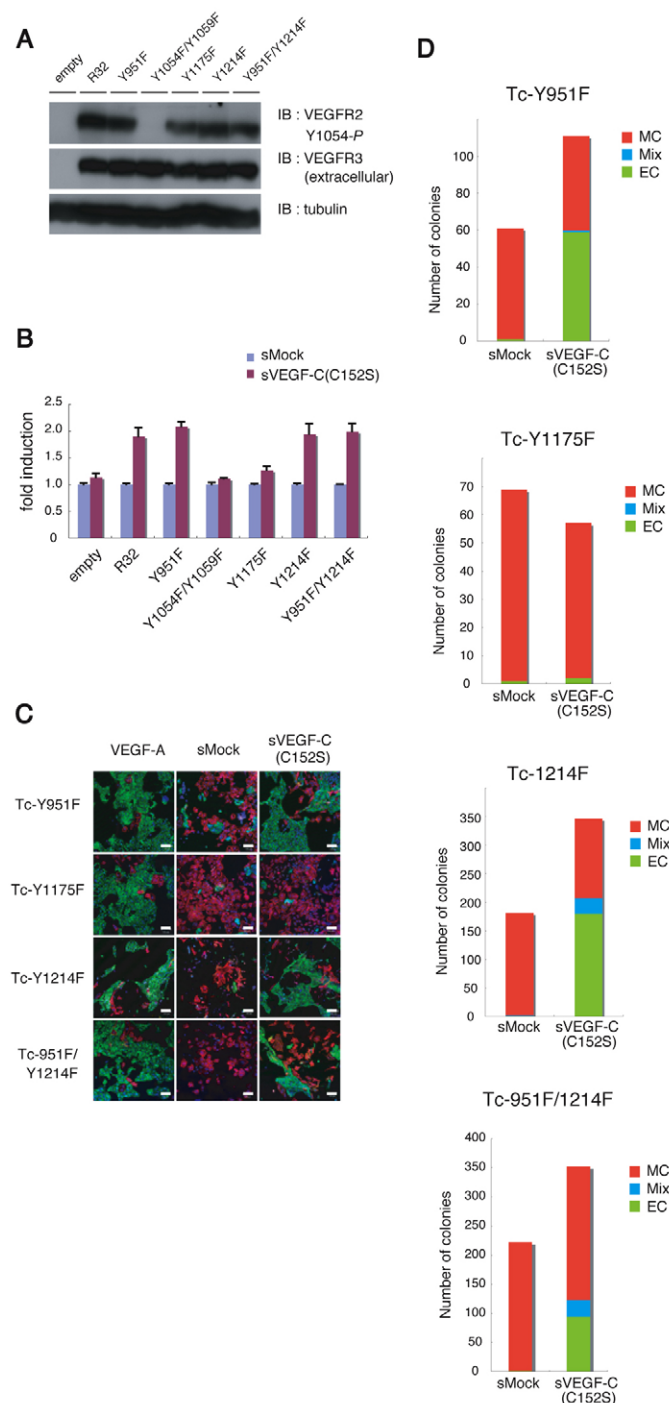 A
empty
R32
Y951F
Y1054F/Y1059F
Y1175F
Y1214F
Y951F/Y1214F
IB : VEGFR2
Y1054-P
IB : VEGFR3
(extracellular)
IB : tubulin
B
sMock
sVEGF-C(C152S)
fold induction
2.5
2.0
1.5
1
0.5
0
empty
R32
Y951F
Y1054F/Y1059F
Y1175F
Y1214F
Y951F/Y1214F
C
VEGF-A
sMock
sVEGF-C
(C152S)
Tc-Y951F
Tc-Y1175F
Tc-Y1214F
Tc-951F/
Y1214F
D
Tc-Y951F
Number of colonies
100
80
60
40
20
0
MC
Mix
EC
sMock
sVEGF-C
(C152S)
Tc-Y1175F
Number of colonies
70
60
50
40
30
20
10
0
MC
Mix
EC
sMock
sVEGF-C
(C152S)
Tc-1214F
Number of colonies
350
300
250
200
150
100
50
0
MC
Mix
EC
sMock
sVEGF-C
(C152S)
Tc-951F/1214F
Number of colonies
400
350
300
250
200
150
100
50
0
MC
Mix
EC
sMock
sVEGF-C
(C152S)